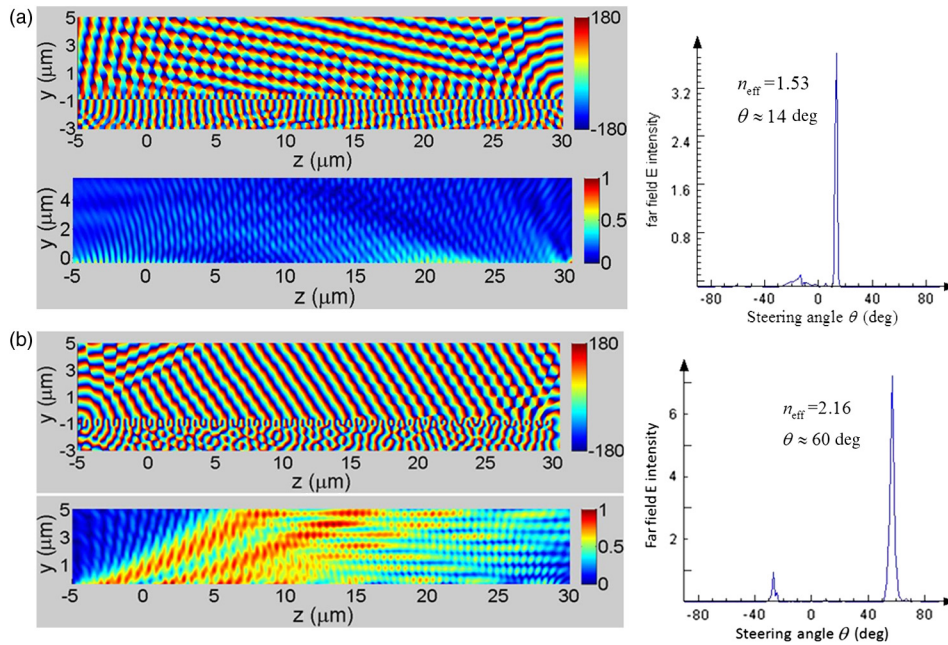 (a)
5
3
1
-1
-3
y (μm)
-5 0 5 10 15 20 25 30
z (μm)
180
-180
4
2
0
y (μm)
-5 0 5 10 15 20 25 30
z (μm)
1
0.5
0
far field E intensity
3.2
2.4
1.6
0.8
neff=1.53
θ ≈ 14 deg
-80 -40 0 40 80
Steering angle θ (deg)
(b)
5
3
1
-1
-3
y (μm)
-5 0 5 10 15 20 25 30
z (μm)
180
-180
5
3
1
y (μm)
-5 0 5 10 15 20 25 30
z (μm)
1
0.5
0
Far field E intensity
6
4
2
neff=2.16
θ ≈ 60 deg
-80 -40 0 40 80
Steering angle θ (deg)